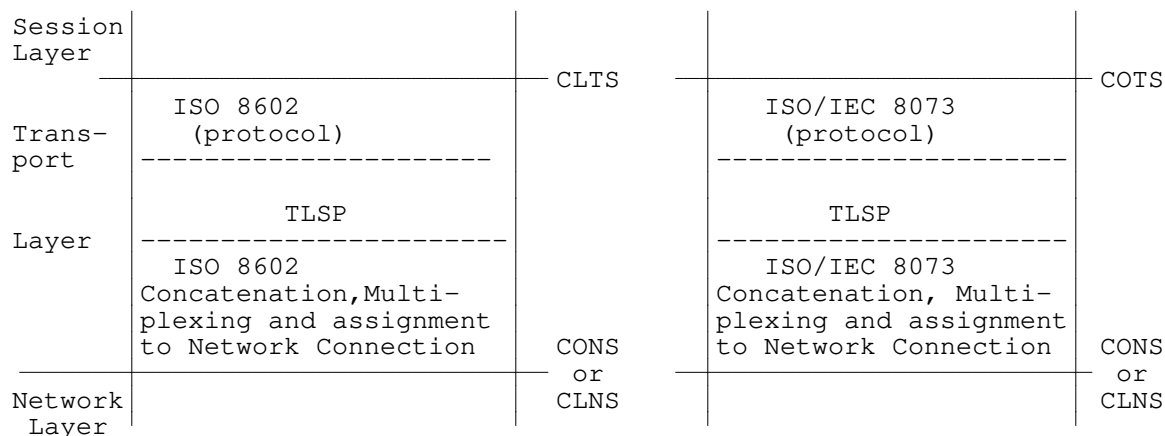 Session
Layer
CLTS COTS
ISO 8602 ISO/IEC 8073
Trans- (protocol) (protocol)
port
TLSP TLSP
Layer
ISO 8602 ISO/IEC 8073
Concatenation,Multi- Concatenation, Multi-
plexing and assignment plexing and assignment
to Network Connection CONS to Network Connection CONS
or or
Network CLNS CLNS
Layer